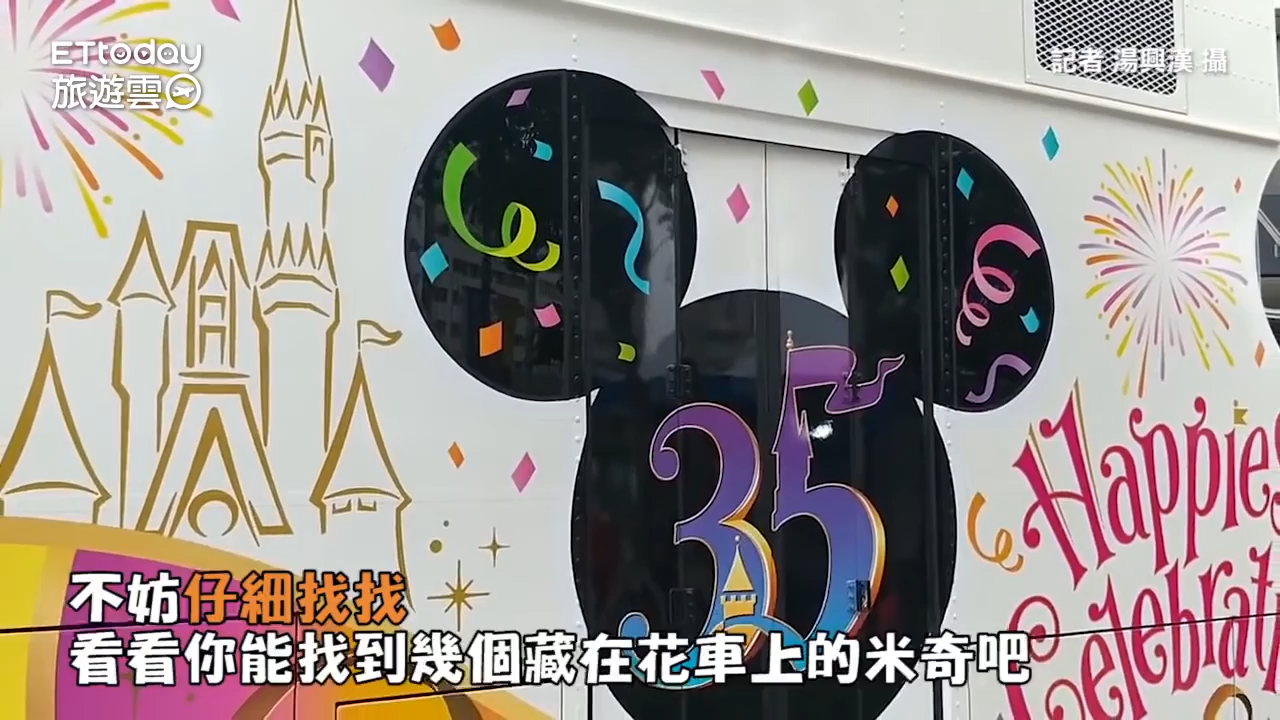 ETtoday
旅遊雲
記者 湯興漢 攝
35
Happies
Celebrat
不妨仔細找找
看看你能找到幾個藏在花車上的米奇吧